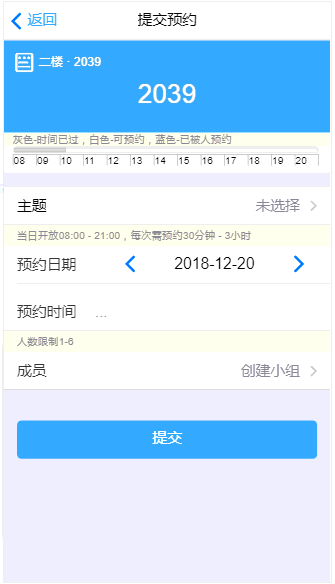 返回 提交预约
二楼 - 2039
2039
灰色-时间已过，白色-可预约，蓝色-已被人预约
08 09 10 11 12 13 14 15 16 17 18 19 20
主题 未选择
当日开放08:00 - 21:00，每次需预约30分钟 - 3小时
预约日期 2018-12-20
预约时间 ...
人数限制1-6
成员 创建小组
提交